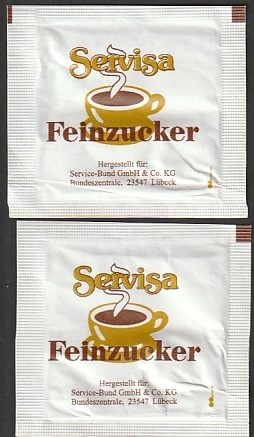 Servisa
Feinzucker
Hergestellt für:
Service-Bund GmbH & Co. KG
Bundeszentrale, 23547 Lübeck
Servisa
Feinzucker
Hergestellt für:
Service-Bund GmbH & Co. KG
Bundeszentrale, 23547 Lübeck